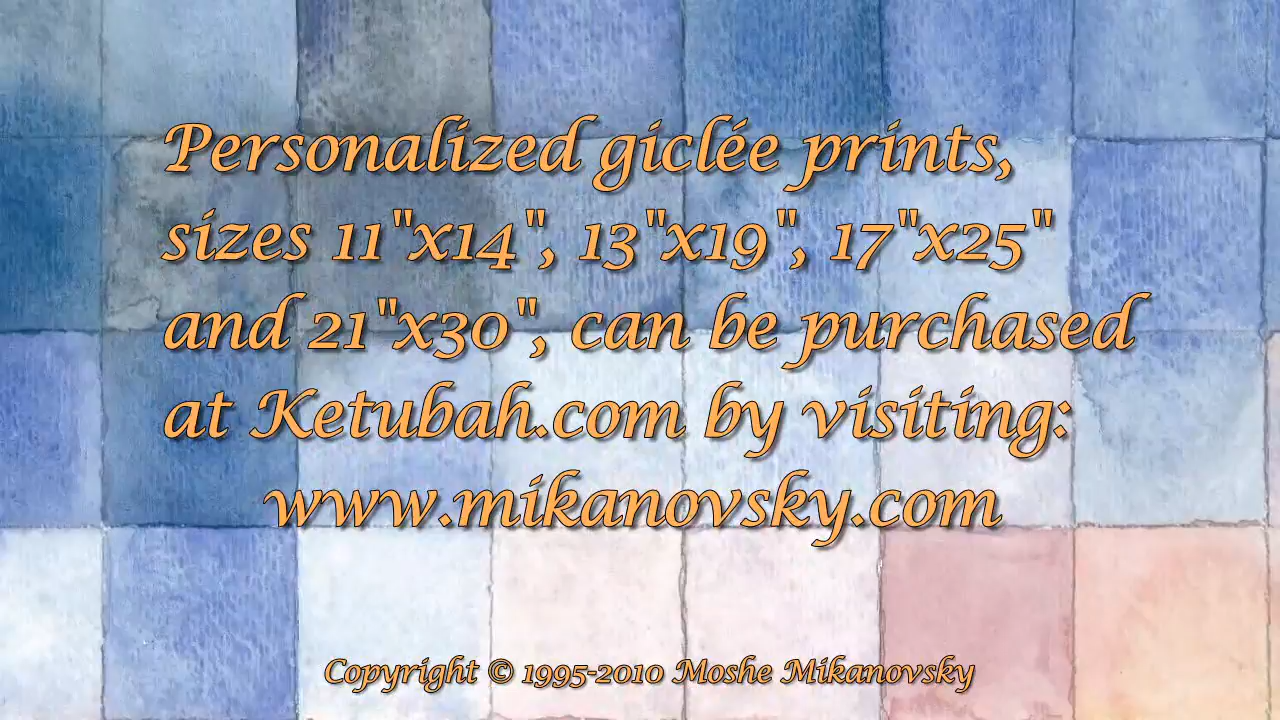 Personalized giclée prints,
sizes 11"x14", 13"x19", 17"x25"
and 21"x30", can be purchased
at Ketubah.com by visiting:
www.mikanovsky.com
Copyright © 1995-2010 Moshe Mikanovsky